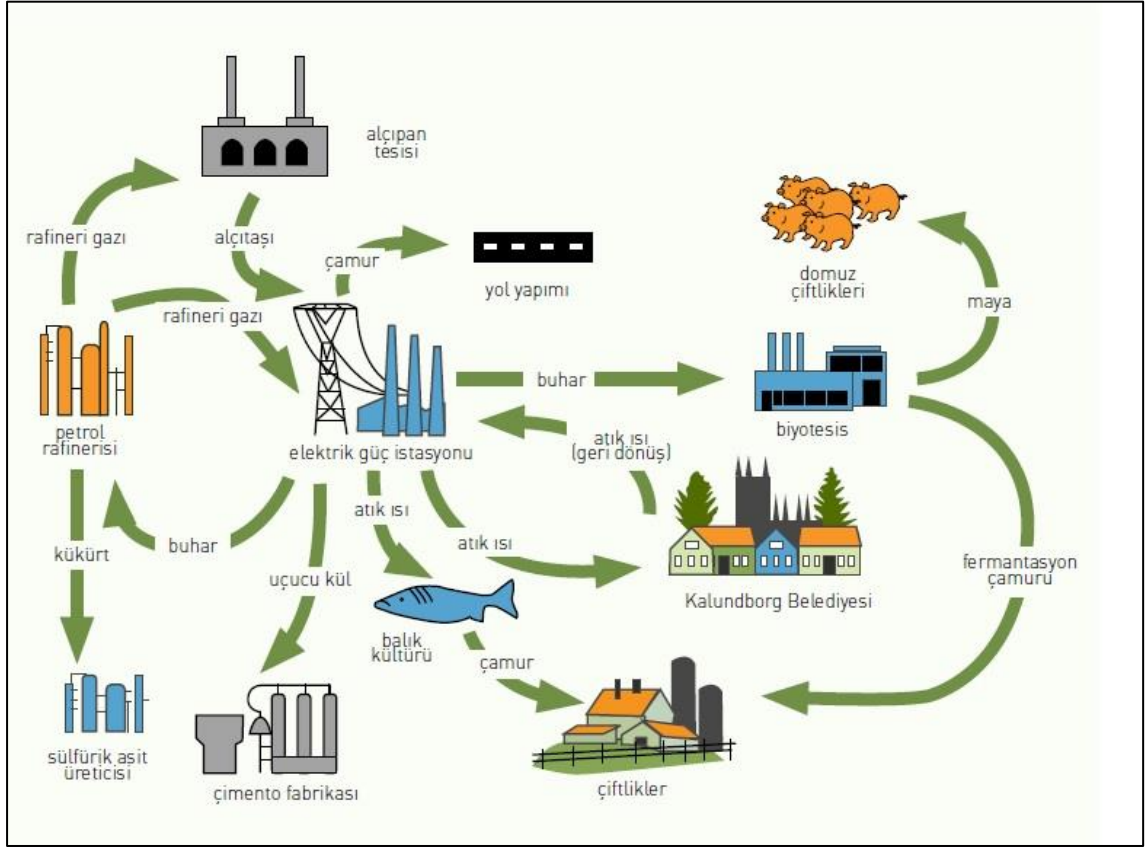 alçıpan
tesisi
rafineri gazı
alçıtaşı
çamur
yol yapımı
domuz
çiftlikleri
maya
rafineri gazı
buhar
petrol
rafinerisi
elektrik güç istasyonu
atık ısı
(geri dönüş)
biyotesis
kükürt
buhar
atık ısı
atık ısı
uçucu kül
Kalundborg Belediyesi
fermantasyon
çamuru
balık
kültürü
çamur
sülfürik asit
üreticisi
çimento fabrikası
çiftlikler